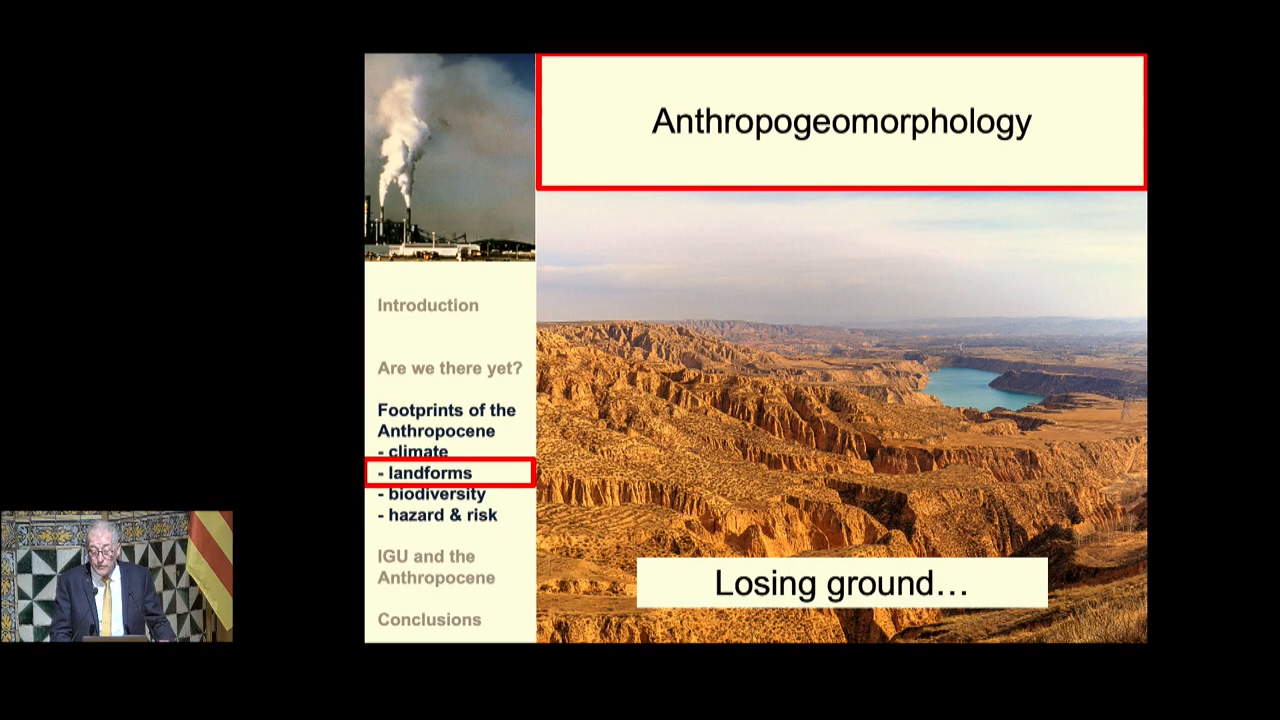 Anthropogeomorphology
Introduction
Are we there yet?
Footprints of the
Anthropocene
- climate
- landforms
- biodiversity
- hazard & risk
IGU and the
Anthropocene
Conclusions
Losing ground…